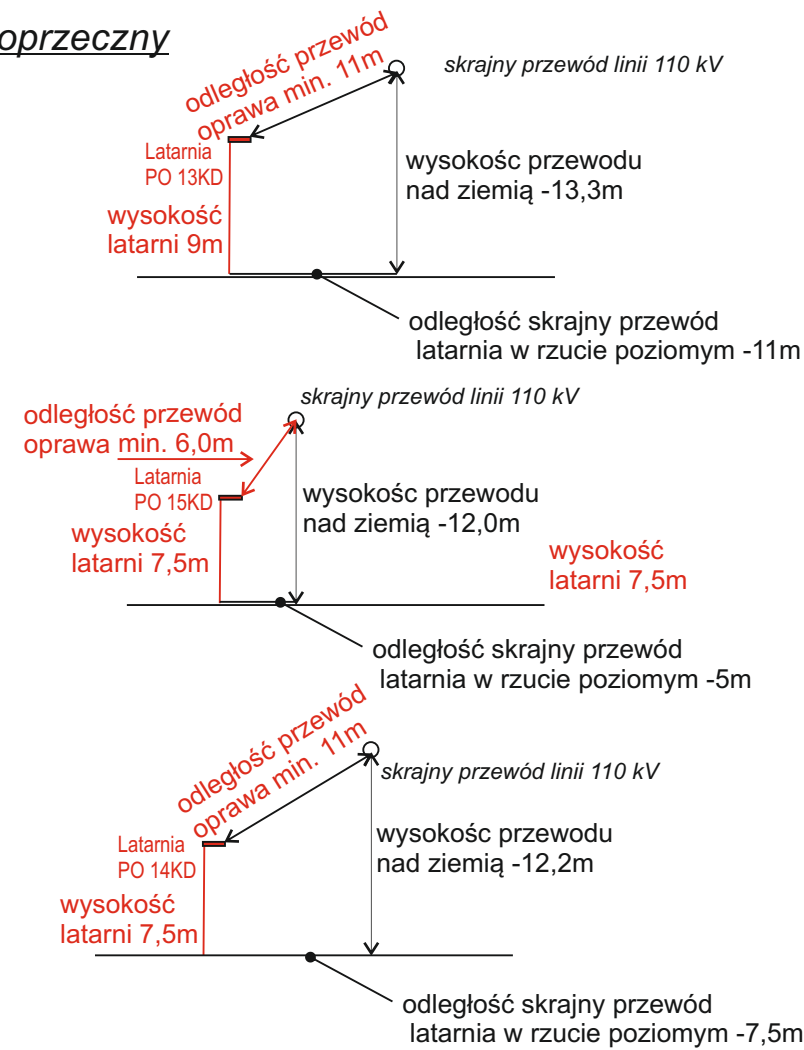 oprzeczny
odległość przewód
oprawa min. 11m
skrajny przewód linii 110 kV
Latarnia
PO 13KD
wysokośc przewodu
nad ziemią -13,3m
wysokość
latarni 9m
odległość skrajny przewód
latarnia w rzucie poziomym -11m
skrajny przewód linii 110 kV
odległość przewód
oprawa min. 6,0m
Latarnia
PO 15KD
wysokośc przewodu
nad ziemią -12,0m
wysokość
latarni 7,5m
wysokość
latarni 7,5m
odległość skrajny przewód
latarnia w rzucie poziomym -5m
odległość przewód
oprawa min. 11m
skrajny przewód linii 110 kV
Latarnia
PO 14KD
wysokośc przewodu
nad ziemią -12,2m
wysokość
latarni 7,5m
odległość skrajny przewód
latarnia w rzucie poziomym -7,5m